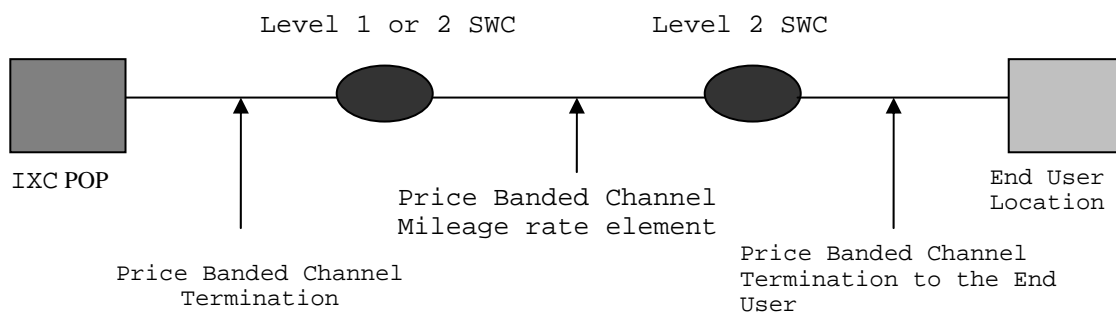 Level 1 or 2 SWC
Level 2 SWC
IXC POP
End User
Location
Price Banded Channel
Mileage rate element
Price Banded Channel
Termination
Price Banded Channel
Termination to the End
User